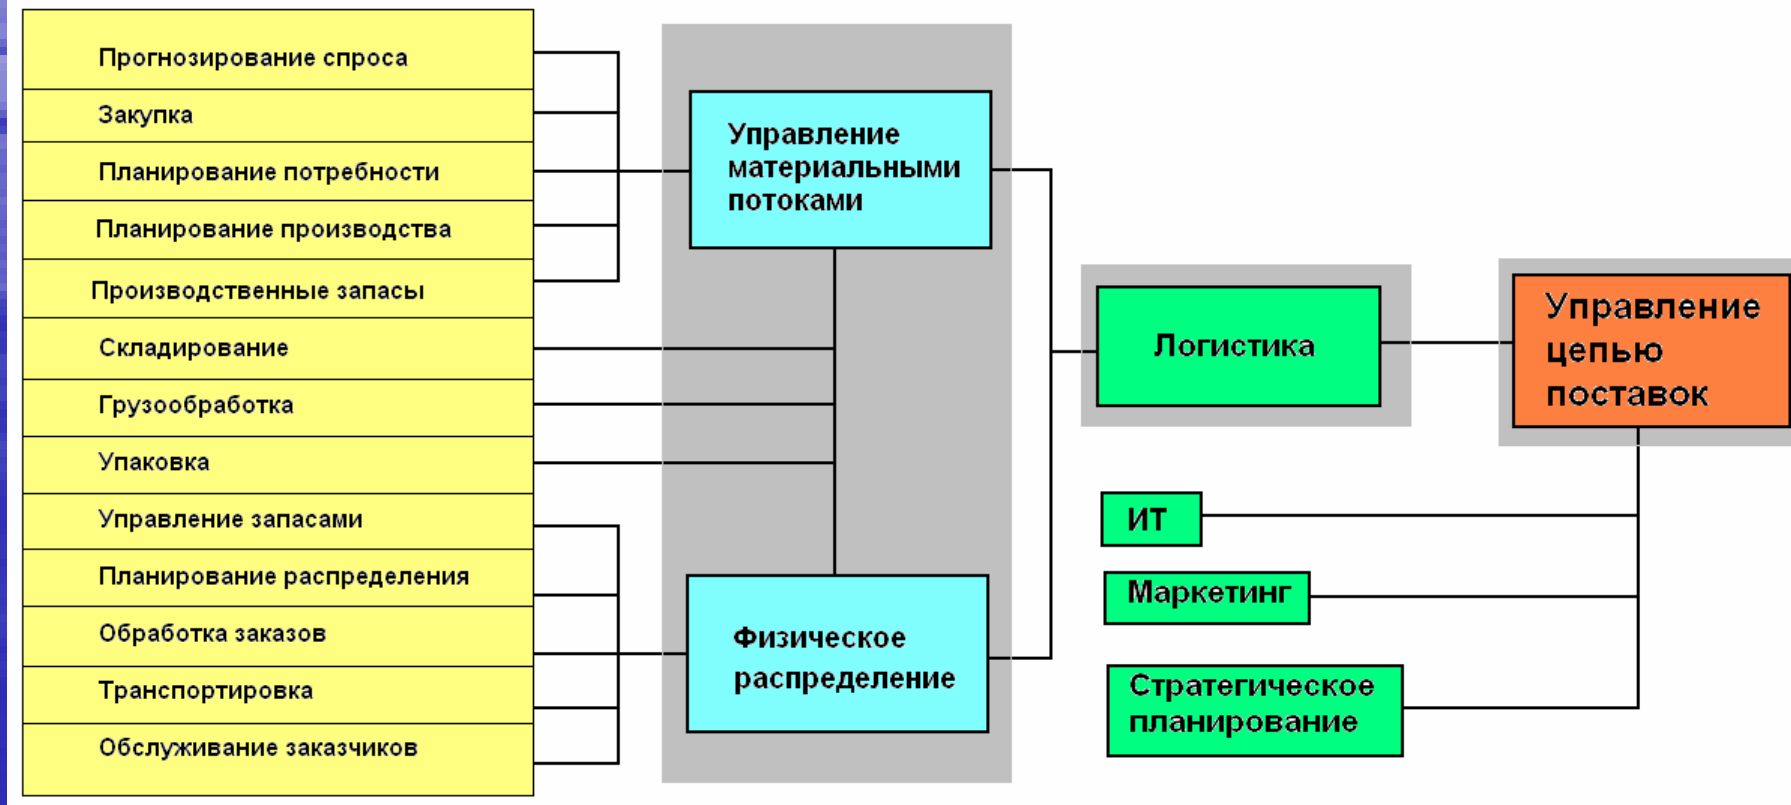 Прогнозирование спроса
Закупка
Планирование потребности
Планирование производства
Производственные запасы
Складирование
Грузообработка
Упаковка
Управление запасами
Планирование распределения
Обработка заказов
Транспортировка
Обслуживание заказчиков
Управление
материальными
потоками
Физическое
распределение
Логистика
Управление
цепью
поставок
ИТ
Маркетинг
Стратегическое
планирование